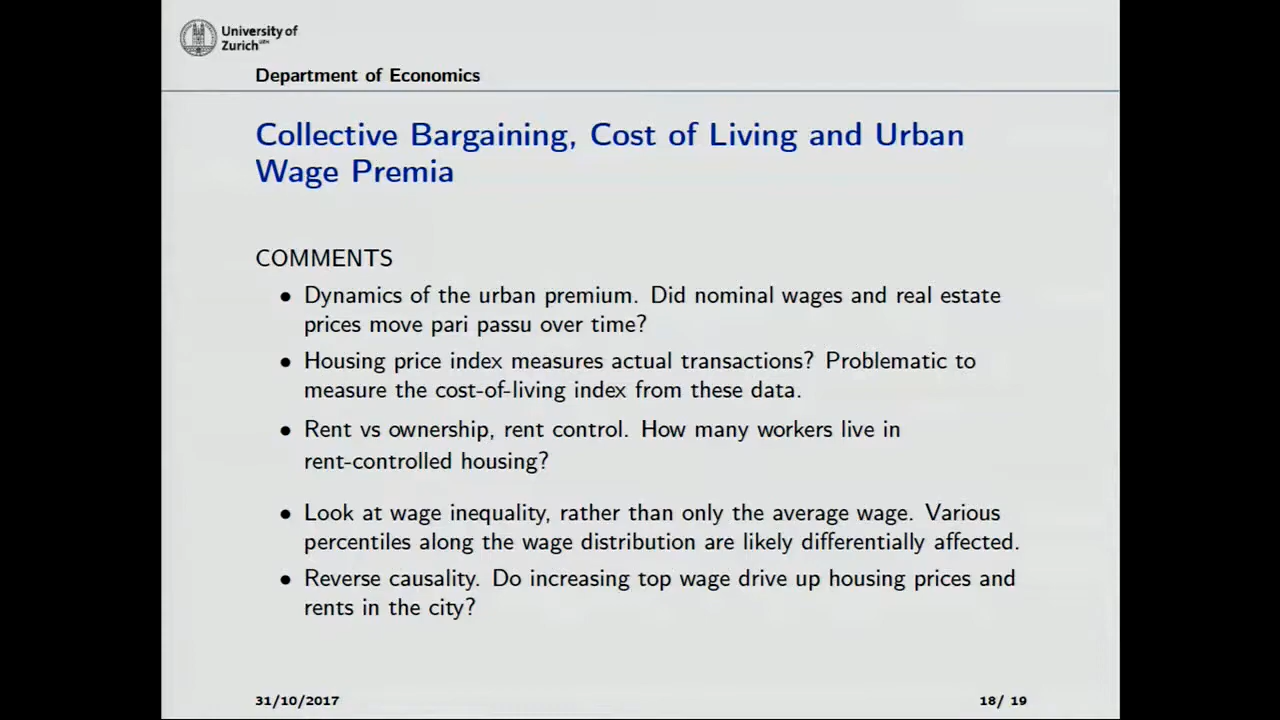 University of
Zurich UZH
Department of Economics
Collective Bargaining, Cost of Living and Urban
Wage Premia
COMMENTS
• Dynamics of the urban premium. Did nominal wages and real estate
prices move pari passu over time?
• Housing price index measures actual transactions? Problematic to
measure the cost-of-living index from these data.
• Rent vs ownership, rent control. How many workers live in
rent-controlled housing?
• Look at wage inequality, rather than only the average wage. Various
percentiles along the wage distribution are likely differentially affected.
• Reverse causality. Do increasing top wage drive up housing prices and
rents in the city?
31/10/2017
18/ 19